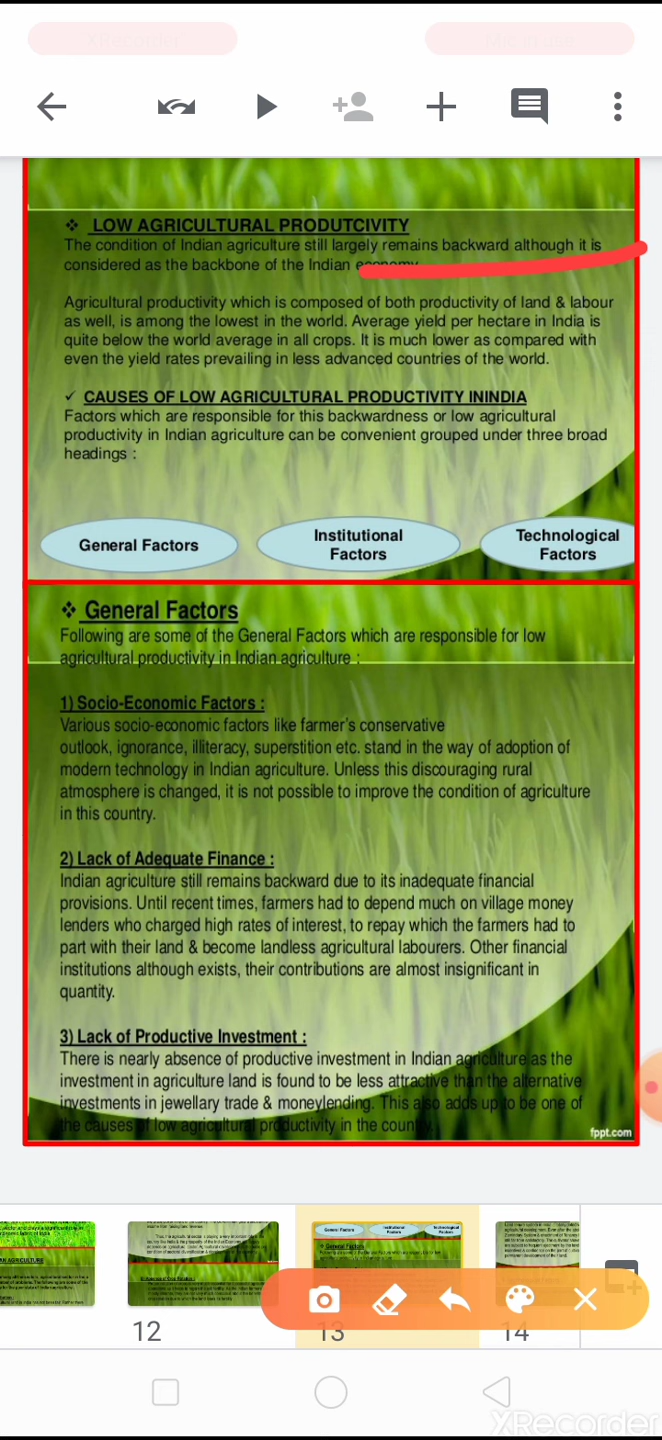 ❖ LOW AGRICULTURAL PRODUTCIVITY
The condition of Indian agriculture still largely remains backward although it is
considered as the backbone of the Indian economy.
Agricultural productivity which is composed of both productivity of land & labour
as well, is among the lowest in the world. Average yield per hectare in India is
quite below the world average in all crops. It is much lower as compared with
even the yield rates prevailing in less advanced countries of the world.
✓ CAUSES OF LOW AGRICULTURAL PRODUCTIVITY ININDIA
Factors which are responsible for this backwardness or low agricultural
productivity in Indian agriculture can be convenient grouped under three broad
headings :
General Factors
Institutional
Factors
Technological
Factors
❖ General Factors
Following are some of the General Factors which are responsible for low
agricultural productivity in Indian agriculture :
1) Socio-Economic Factors :
Various socio-economic factors like farmer's conservative
outlook, ignorance, illiteracy, superstition etc. stand in the way of adoption of
modern technology in Indian agriculture. Unless this discouraging rural
atmosphere is changed, it is not possible to improve the condition of agriculture
in this country.
2) Lack of Adequate Finance :
Indian agriculture still remains backward due to its inadequate financial
provisions. Until recent times, farmers had to depend much on village money
lenders who charged high rates of interest, to repay which the farmers had to
part with their land & become landless agricultural labourers. Other financial
institutions although exists, their contributions are almost insignificant in
quantity.
3) Lack of Productive Investment :
There is nearly absence of productive investment in Indian agriculture as the
investment in agriculture land is found to be less attractive than the alternative
investments in jewellary trade & moneylending. This also adds up to be one of
the causes of low agricultural productivity in the country.
fppt.com
General Factors
Institutional
Factors
Technological
Factors
General Factors
12
13
14
XRecorder